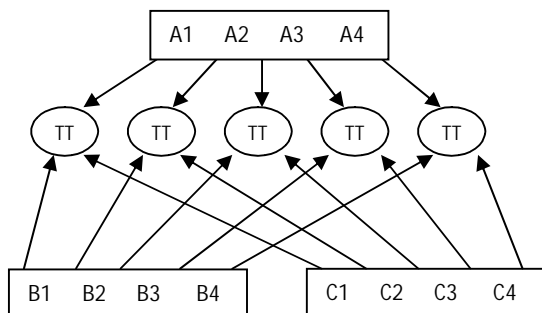 A1 A2 A3 A4
TT TT TT TT TT
B1 B2 B3 B4 C1 C2 C3 C4